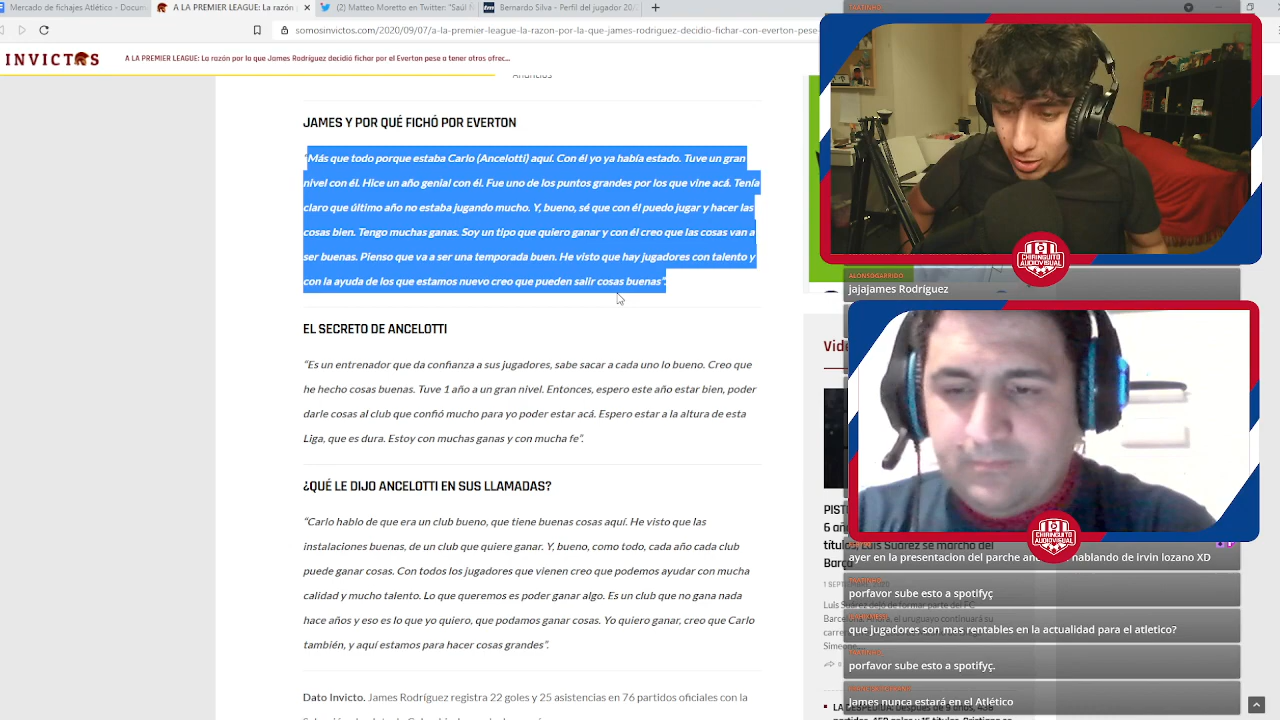 Mercado de fichajes Atlético - Docum
A LA PREMIER LEAGUE: La razón
(2) Matteo Moretto en Twitter: "Saúl
Bernardo Silva - Perfil del jugador 20
somosinvictos.com/2020/09/07/a-la-premier-league-la-razon-por-la-que-james-rodriguez-decidio-fichar-con-everton-pese
INVICTOS
A LA PREMIER LEAGUE: La razón por la que James Rodríguez decidió fichar por el Everton pese a tener otras ofrec...
Anuncios
JAMES Y POR QUÉ FICHÓ POR EVERTON
“Más que todo porque estaba Carlo (Ancelotti) aquí. Con él yo ya había estado. Tuve un gran
nivel con él. Hice un año genial con él. Fue uno de los puntos grandes por los que vine acá. Tenía
claro que último año no estaba jugando mucho. Y, bueno, sé que con él puedo jugar y hacer las
cosas bien. Tengo muchas ganas. Soy un tipo que quiero ganar y con él creo que las cosas van a
ser buenas. Pienso que va a ser una temporada buen. He visto que hay jugadores con talento y
con la ayuda de los que estamos nuevo creo que pueden salir cosas buenas”.
EL SECRETO DE ANCELOTTI
“Es un entrenador que da confianza a sus jugadores, sabe sacar a cada uno lo bueno. Creo que
he hecho cosas buenas. Tuve 1 año a un gran nivel. Entonces, espero este año estar bien, poder
darle cosas al club que confió mucho para yo poder estar acá. Espero estar a la altura de esta
Liga, que es dura. Estoy con muchas ganas y con mucha fe”.
¿QUÉ LE DIJO ANCELOTTI EN SUS LLAMADAS?
“Carlo hablo de que era un club bueno, que tiene buenas cosas aquí. He visto que las
instalaciones buenas, de un club que quiere ganar. Y, bueno, como todo, cada año cada club
puede ganar cosas. Con todos los jugadores que vienen creo que podemos ayudar con mucha
calidad y mucho talento. Lo que queremos es poder ganar algo. Es un club que no gana nada
hace años y eso es lo que yo quiero, que podamos ganar cosas. Yo quiero ganar, creo que Carlo
también, y aquí estamos para hacer cosas grandes”.
Dato Invicto. James Rodríguez registra 22 goles y 25 asistencias en 76 partidos oficiales con la
CHIRINGUITO
AUDIOVISUAL
ALONSOGARRIDO
jajajames Rodríguez
CHIRINGUITO
AUDIOVISUAL
ayer en la presentacion del parche hablando de irvin lozano XD
porfavor sube esto a spotifyç
que jugadores son mas rentables en la actualidad para el atletico?
porfavor sube esto a spotifyç.
James nunca estará en el Atlético
Luis Suárez se marchó del